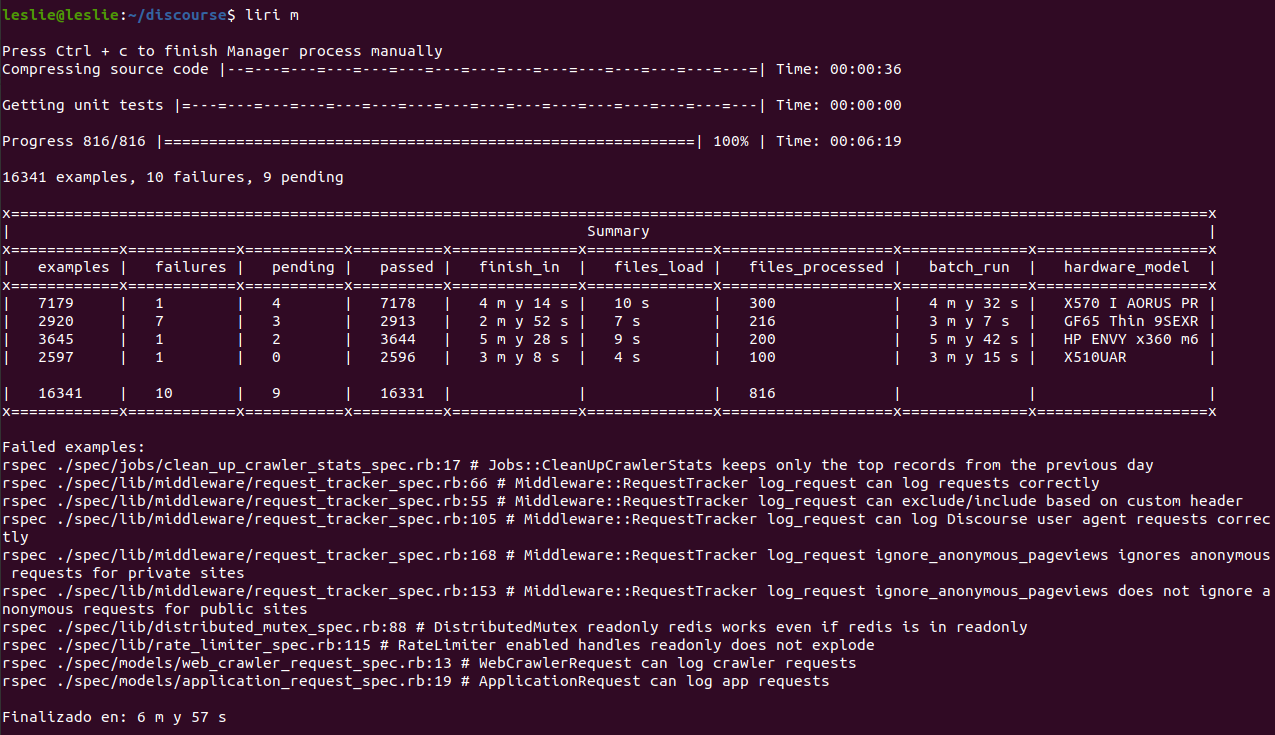 leslie@leslie:~/discourse$ liri m
Press Ctrl + c to finish Manager process manually
Compressing source code |--=---=---=---=---=---=---=---=---=---=---=---=---=---=---=| Time: 00:00:36
Getting unit tests |=---=---=---=---=---=---=---=---=---=---=---=---=---=---=---=---| Time: 00:00:00
Progress 816/816 |===========================================================| 100% | Time: 00:06:19
16341 examples, 10 failures, 9 pending
x=====================================================================================================================================x
|                                                                Summary                                                              |
x============x============x===========x==========x==============x==============x===================x==============x===================x
|   examples |   failures |   pending |   passed |   finish_in  |   files_load |   files_processed |   batch_run  |   hardware_model  |
x============x============x===========x==========x==============x==============x===================x==============x===================x
|   7179     |   1        |   4       |   7178   |   4 m y 14 s |   10 s       |   300             |   4 m y 32 s |   X570 I AORUS PR |
|   2920     |   7        |   3       |   2913   |   2 m y 52 s |   7 s        |   216             |   3 m y 7 s  |   GF65 Thin 9SEXR |
|   3645     |   1        |   2       |   3644   |   5 m y 28 s |   9 s        |   200             |   5 m y 42 s |   HP ENVY x360 m6 |
|   2597     |   1        |   0       |   2596   |   3 m y 8 s  |   4 s        |   100             |   3 m y 15 s |   X510UAR         |
|   16341    |   10       |   9       |   16331  |              |              |   816             |              |                   |
x============x============x===========x==========x==============x==============x===================x==============x===================x
Failed examples:
rspec ./spec/jobs/clean_up_crawler_stats_spec.rb:17 # Jobs::CleanUpCrawlerStats keeps only the top records from the previous day
rspec ./spec/lib/middleware/request_tracker_spec.rb:66 # Middleware::RequestTracker log_request can log requests correctly
rspec ./spec/lib/middleware/request_tracker_spec.rb:55 # Middleware::RequestTracker log_request can exclude/include based on custom header
rspec ./spec/lib/middleware/request_tracker_spec.rb:105 # Middleware::RequestTracker log_request can log Discourse user agent requests correc
tly
rspec ./spec/lib/middleware/request_tracker_spec.rb:168 # Middleware::RequestTracker log_request ignore_anonymous_pageviews ignores anonymous
 requests for private sites
rspec ./spec/lib/middleware/request_tracker_spec.rb:153 # Middleware::RequestTracker log_request ignore_anonymous_pageviews does not ignore a
nonymous requests for public sites
rspec ./spec/lib/distributed_mutex_spec.rb:88 # DistributedMutex readonly redis works even if redis is in readonly
rspec ./spec/lib/rate_limiter_spec.rb:115 # RateLimiter enabled handles readonly does not explode
rspec ./spec/models/web_crawler_request_spec.rb:13 # WebCrawlerRequest can log crawler requests
rspec ./spec/models/application_request_spec.rb:19 # ApplicationRequest can log app requests
Finalizado en: 6 m y 57 s